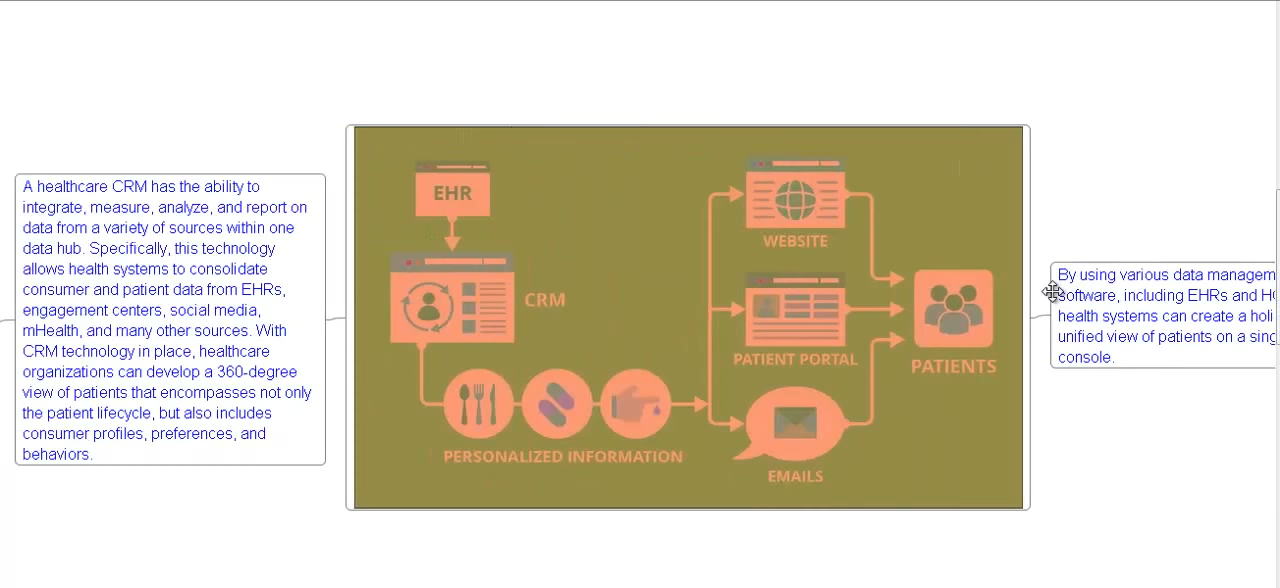 A healthcare CRM has the ability to
integrate, measure, analyze, and report on
data from a variety of sources within one
data hub. Specifically, this technology
allows health systems to consolidate
consumer and patient data from EHRs,
engagement centers, social media,
mHealth, and many other sources. With
CRM technology in place, healthcare
organizations can develop a 360-degree
view of patients that encompasses not only
the patient lifecycle, but also includes
consumer profiles, preferences, and
behaviors.
EHR
CRM
PERSONALIZED INFORMATION
WEBSITE
PATIENT PORTAL
EMAILS
PATIENTS
By using various data managem
software, including EHRs and HC
health systems can create a holi
unified view of patients on a sing
console.